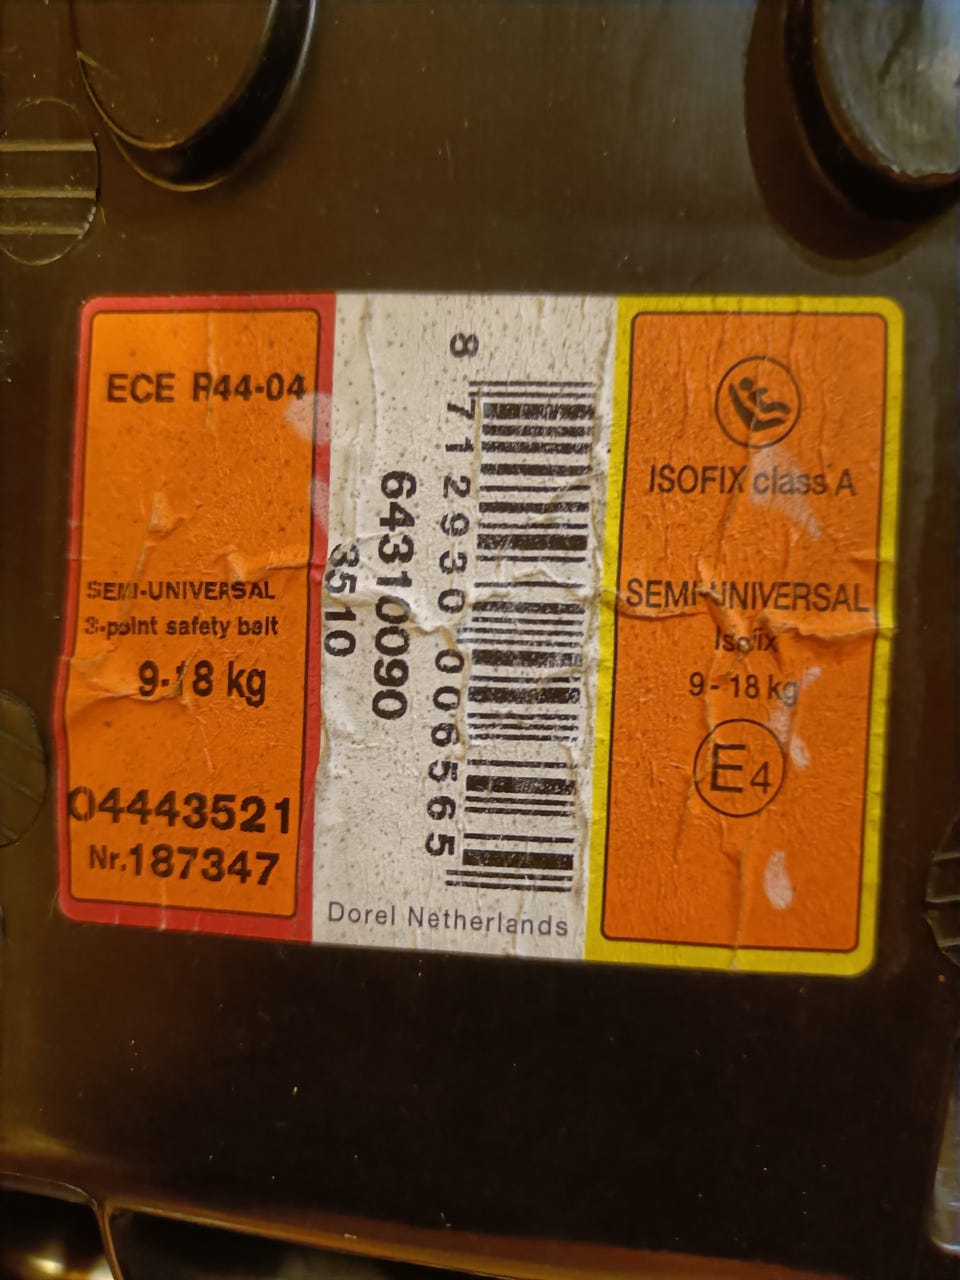 ECE R44-04
SEMI-UNIVERSAL
3-point safety belt
9-18 kg
04443521
Nr.187347
8 712930 006565
64310090
3510
Dorel Netherlands
ISOFIX class A
SEMI-UNIVERSAL
Isofix
9-18 kg
E4